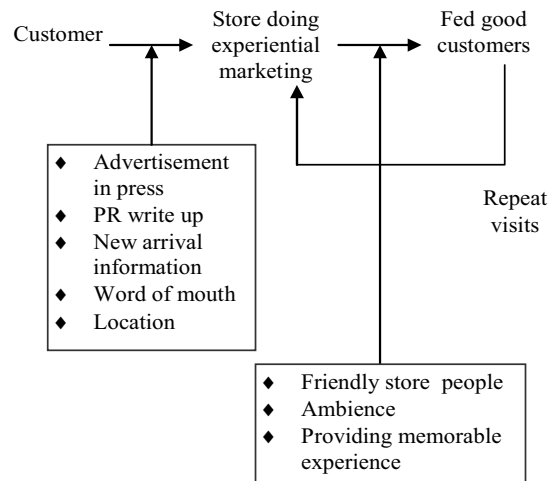 Customer
Store doing
experiential
marketing
Fed good
customers
♦ Advertisement
in press
♦ PR write up
♦ New arrival
information
♦ Word of mouth
♦ Location
Repeat
visits
♦ Friendly store people
♦ Ambience
♦ Providing memorable
experience